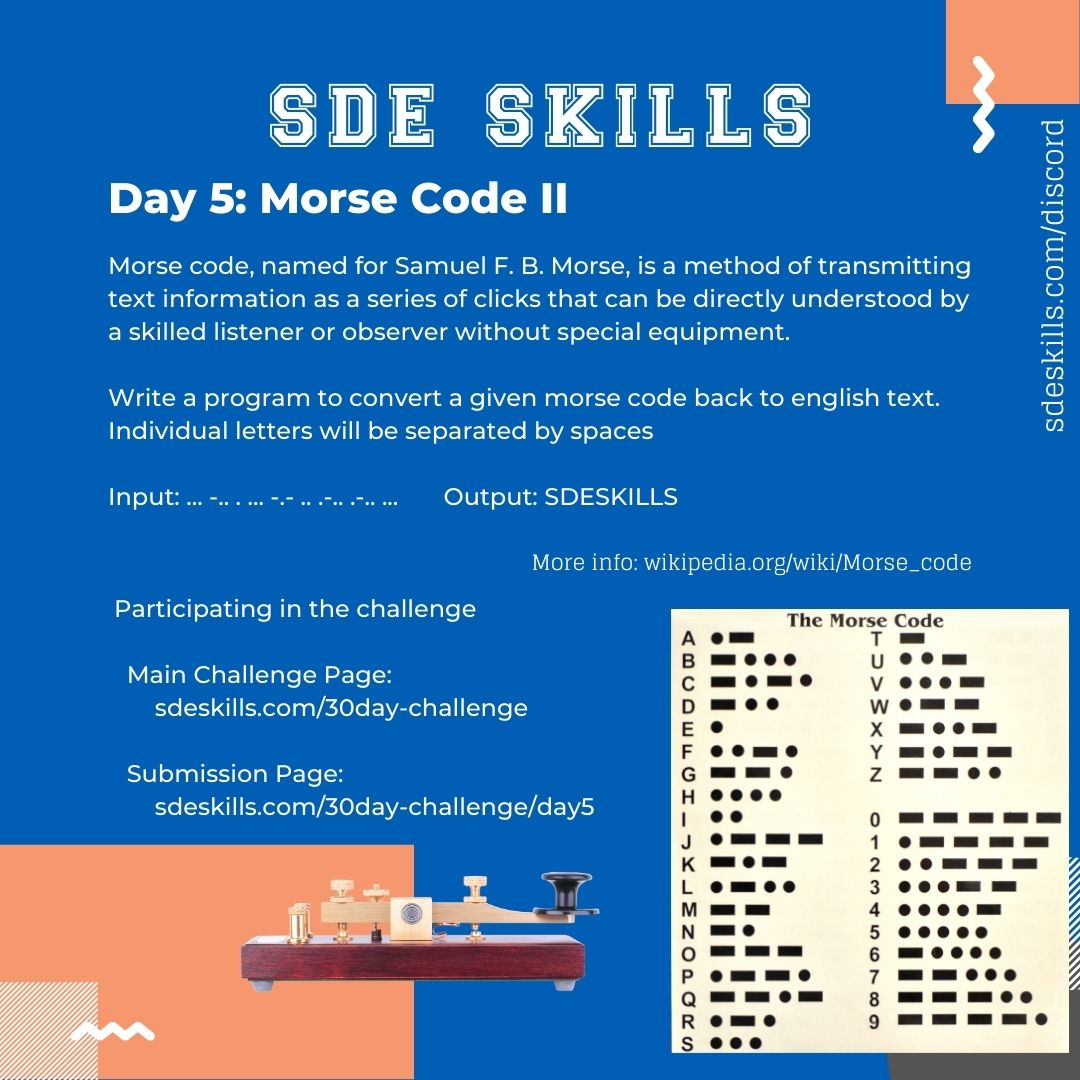 SDE SKILLS
Day 5: Morse Code II
Morse code, named for Samuel F. B. Morse, is a method of transmitting
text information as a series of clicks that can be directly understood by
a skilled listener or observer without special equipment.
Write a program to convert a given morse code back to english text.
Individual letters will be separated by spaces
Input: ... -.. . ... -.- .. .-.. .-.. ... Output: SDESKILLS
More info: wikipedia.org/wiki/Morse_code
Participating in the challenge
Main Challenge Page:
sdeskills.com/30day-challenge
Submission Page:
sdeskills.com/30day-challenge/day5
sdeskills.com/discord
The Morse Code
A ●▬ T ▬
B ▬●●● U ●●▬
C ▬●▬● V ●●●▬
D ▬●● W ●▬▬
E ● X ▬●●▬
F ●●▬● Y ▬●▬▬
G ▬▬● Z ▬▬●●
H ●●●●
I ●● 0 ▬▬▬▬▬
J ●▬▬▬ 1 ●▬▬▬▬
K ▬●▬ 2 ●●▬▬▬
L ●▬●● 3 ●●●▬▬
M ▬▬ 4 ●●●●▬
N ▬● 5 ●●●●●
O ▬▬▬ 6 ▬●●●●
P ●▬▬● 7 ▬▬●●●
Q ▬▬●▬ 8 ▬▬▬●●
R ●▬● 9 ▬▬▬▬●
S ●●●